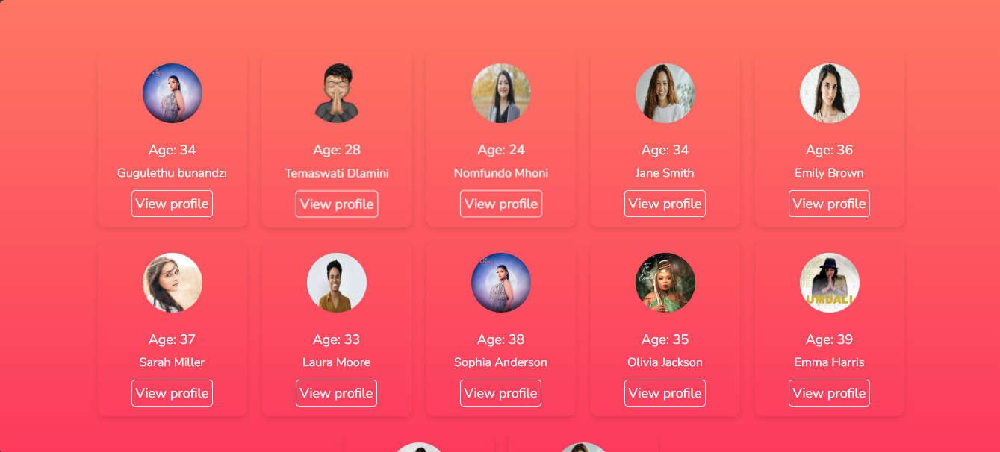 Age: 34
Gugulethu bunandzi
View profile
Age: 28
Temaswati Dlamini
View profile
Age: 24
Nomfundo Mhoni
View profile
Age: 34
Jane Smith
View profile
Age: 36
Emily Brown
View profile
Age: 37
Sarah Miller
View profile
Age: 33
Laura Moore
View profile
Age: 38
Sophia Anderson
View profile
Age: 35
Olivia Jackson
View profile
UMDALI
Age: 39
Emma Harris
View profile